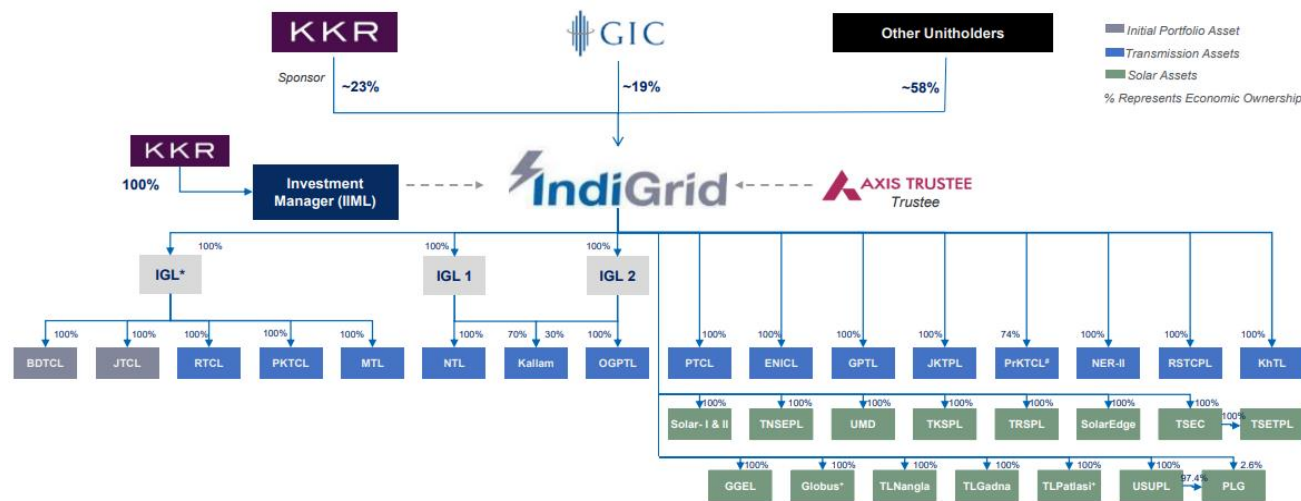 KKR
GIC
Other Unitholders
Initial Portfolio Asset
Transmission Assets
Solar Assets
% Represents Economic Ownership
Sponsor
~23%
~19%
~58%
KKR
100%
Investment
Manager (IIML)
IndiGrid
AXIS TRUSTEE
Trustee
100%
100%
100%
IGL*
IGL 1
IGL 2
100% 100% 100% 100% 100% 100% 70% 30% 100% 100% 100% 100% 100% 74% 100% 100% 100%
BDTCL JTCL RTCL PKTCL MTL NTL Kallam OGPTL PTCL ENICL GPTL JKTPL PrKTCL# NER-II RSTCPL KhTL
100% 100% 100% 100% 100% 100% 100% 100%
Solar- I & II TNSEPL UMD TKSPL TRSPL SolarEdge TSEC TSETPL
100% 100% 100% 100% 100% 100% 97.4% 2.6%
GGEL Globus+ TLNangla TLGadna TLPatlasi+ USUPL PLG